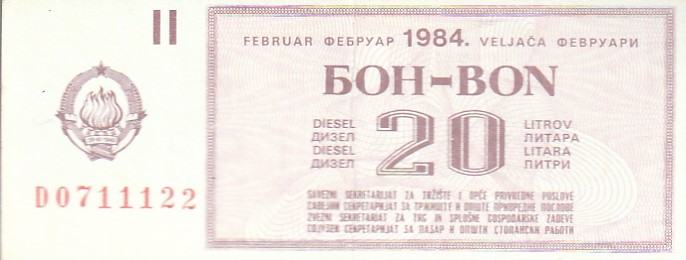 II
FEBRUAR ФЕБРУАР 1984. VELJAČA ФЕВРУАРИ
БОН-BON
DIESEL 20 LITROV
ДИЗЕЛ ЛИТАРА
DIESEL LITARA
ДИЗЕЛ ЛИТРИ
D0711122
SAVEZNI SEKRETARIJAT ZA TRŽIŠTE I OPĆE PRIVREDNE POSLOVE
САВЕЗНИ СЕКРЕТАРИЈАТ ЗА ТРЖИШТЕ И ОПШТЕ ПРИВРЕДНЕ ПОСЛОВЕ
ZVEZNI SEKRETARIAT ZA TRG IN SPLOŠNE GOSPODARSKE ZADEVE
СОЈУЗЕН СЕКРЕТАРИЈАТ ЗА ПАЗАР И ОПШТИ СТОПАНСКИ РАБОТИ